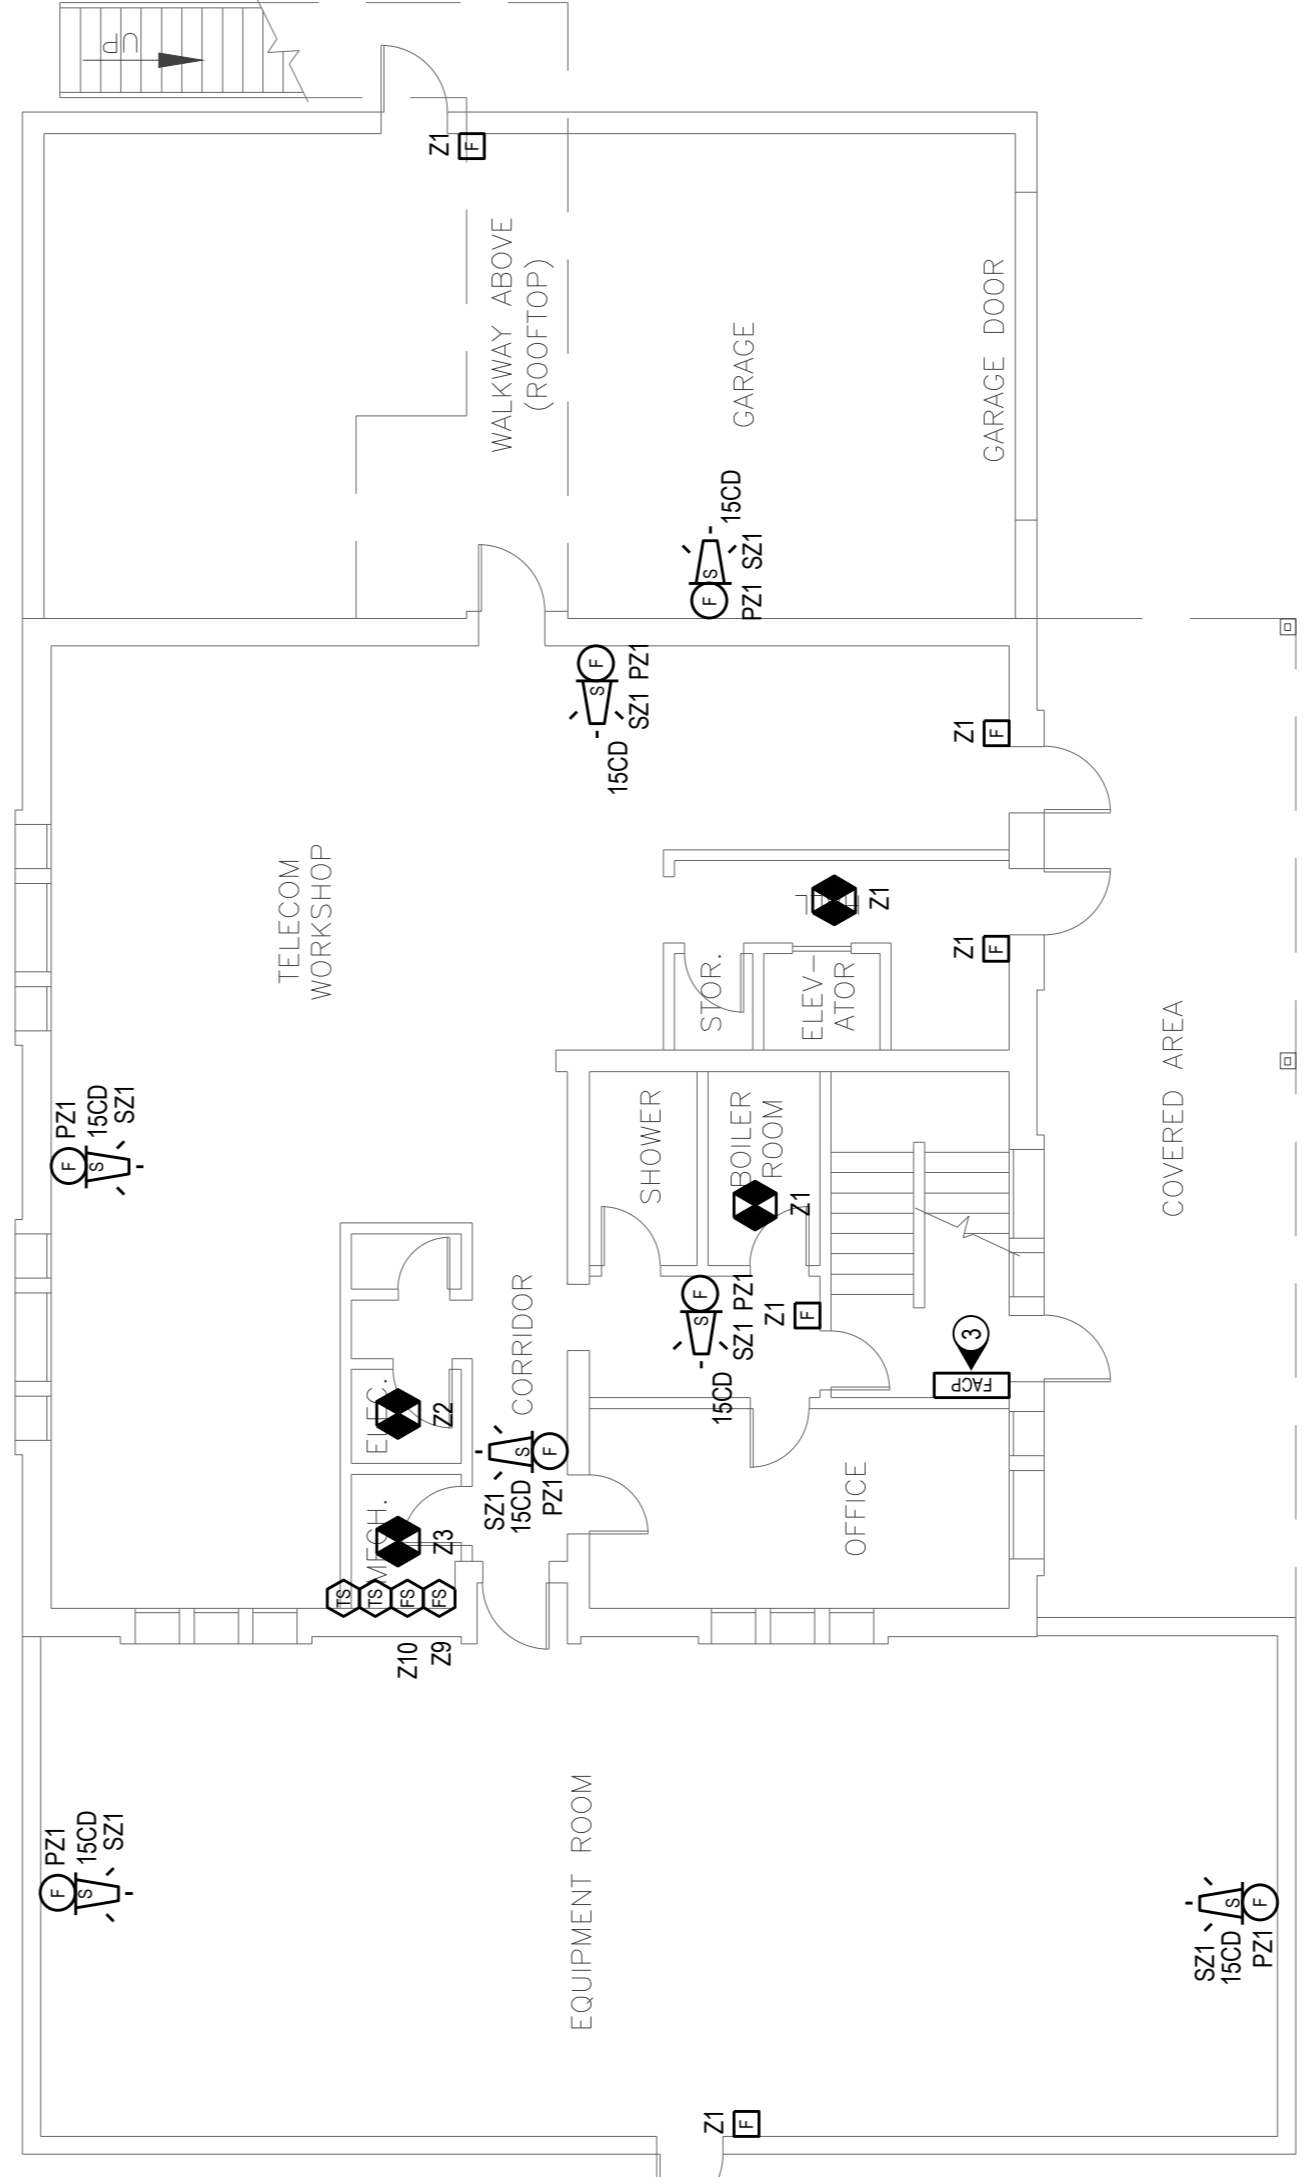 UP
Z1
F
WALKWAY ABOVE
(ROOFTOP)
GARAGE
GARAGE DOOR
15CD
S
F
PZ1 SZ1
F
S
SZ1 PZ1
15CD
Z1
F
TELECOM
WORKSHOP
Z1
Z1
F
STOR.
ELEV-
ATOR
COVERED AREA
PZ1
15CD
SZ1
F
S
SHOWER
BOILER
ROOM
Z1
F
S
SZ1 PZ1
15CD
Z1
F
3
FACP
CORRIDOR
ELEC.
Z2
S
F
SZ1
15CD
PZ1
MECH.
Z3
TS
TS
FS
FS
Z10
Z9
OFFICE
PZ1
15CD
SZ1
F
S
EQUIPMENT ROOM
S
F
SZ1
15CD
PZ1
Z1
F